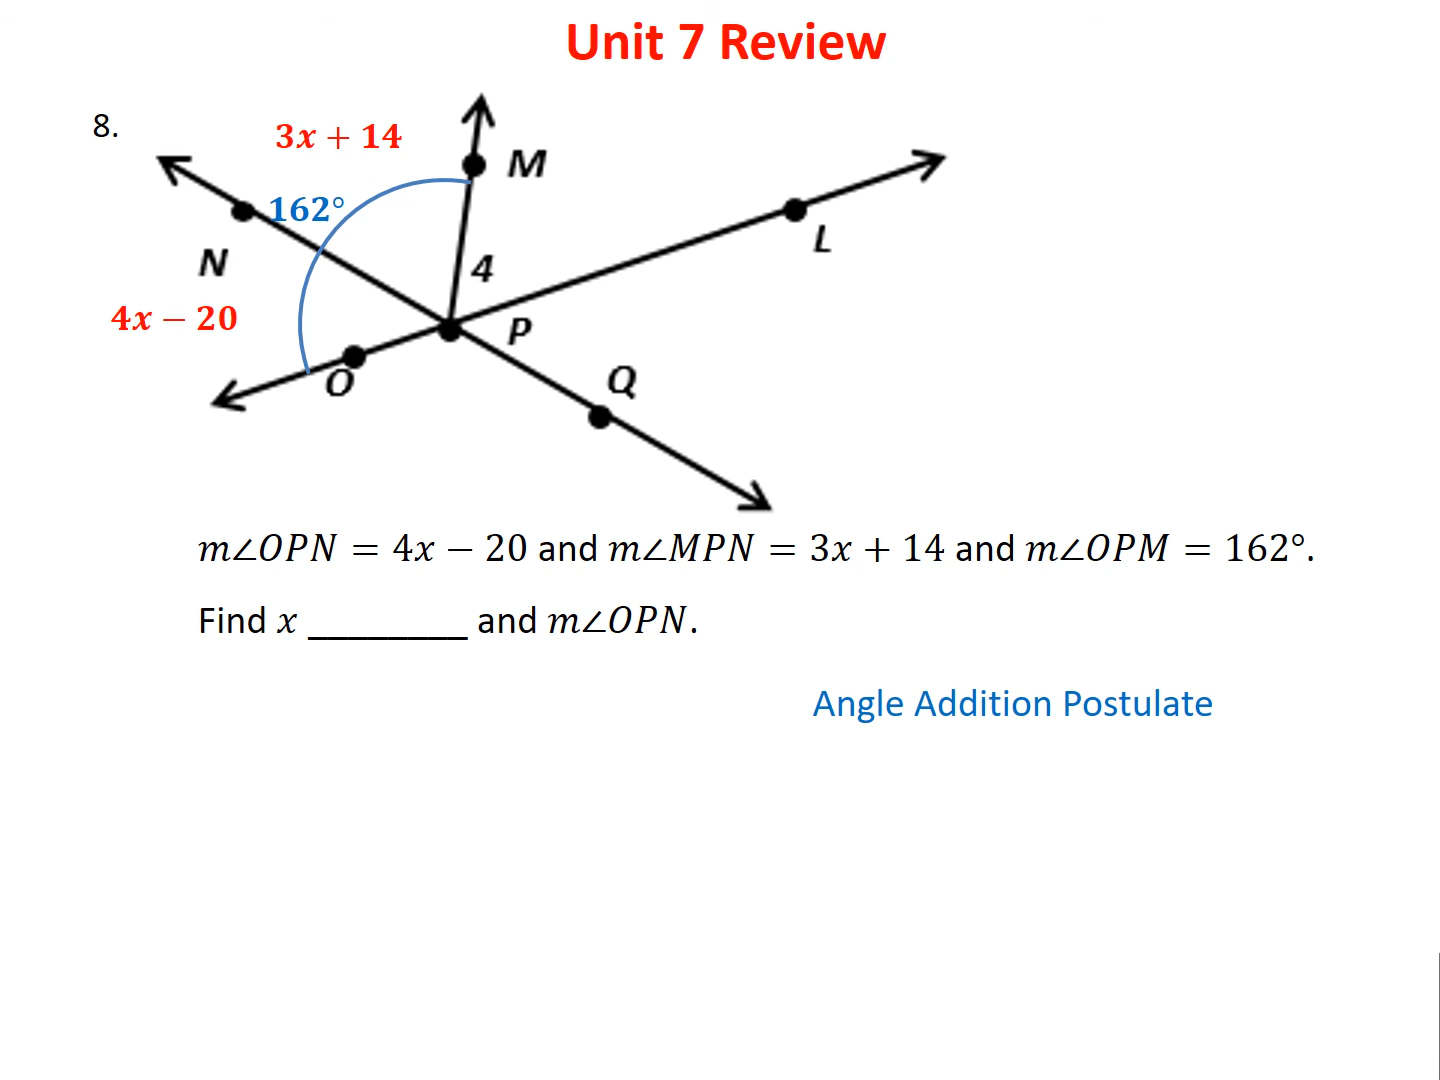 Unit 7 Review
8.
3x + 14
M
162°
N
L
4
4x − 20
P
O
Q
m∠OPN = 4x − 20 and m∠MPN = 3x + 14 and m∠OPM = 162°.
Find x ________ and m∠OPN.
Angle Addition Postulate